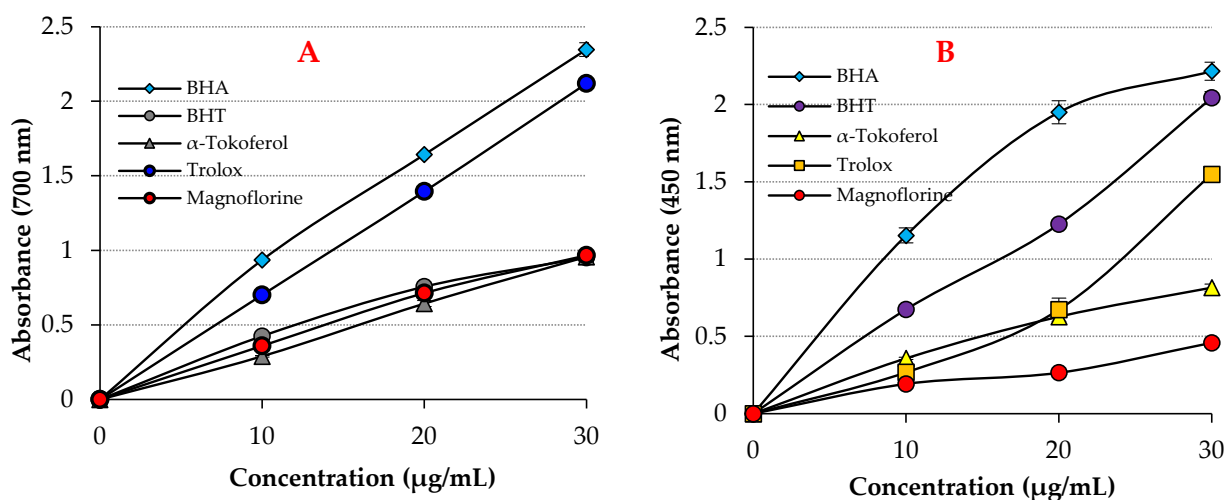 A
Absorbance (700 nm)
2.5
2
1.5
1
0.5
0
BHA
BHT
α-Tokoferol
Trolox
Magnoflorine
0 10 20 30
Concentration (µg/mL)
B
Absorbance (450 nm)
2.5
2
1.5
1
0.5
0
BHA
BHT
α-Tokoferol
Trolox
Magnoflorine
0 10 20 30
Concentration (µg/mL)